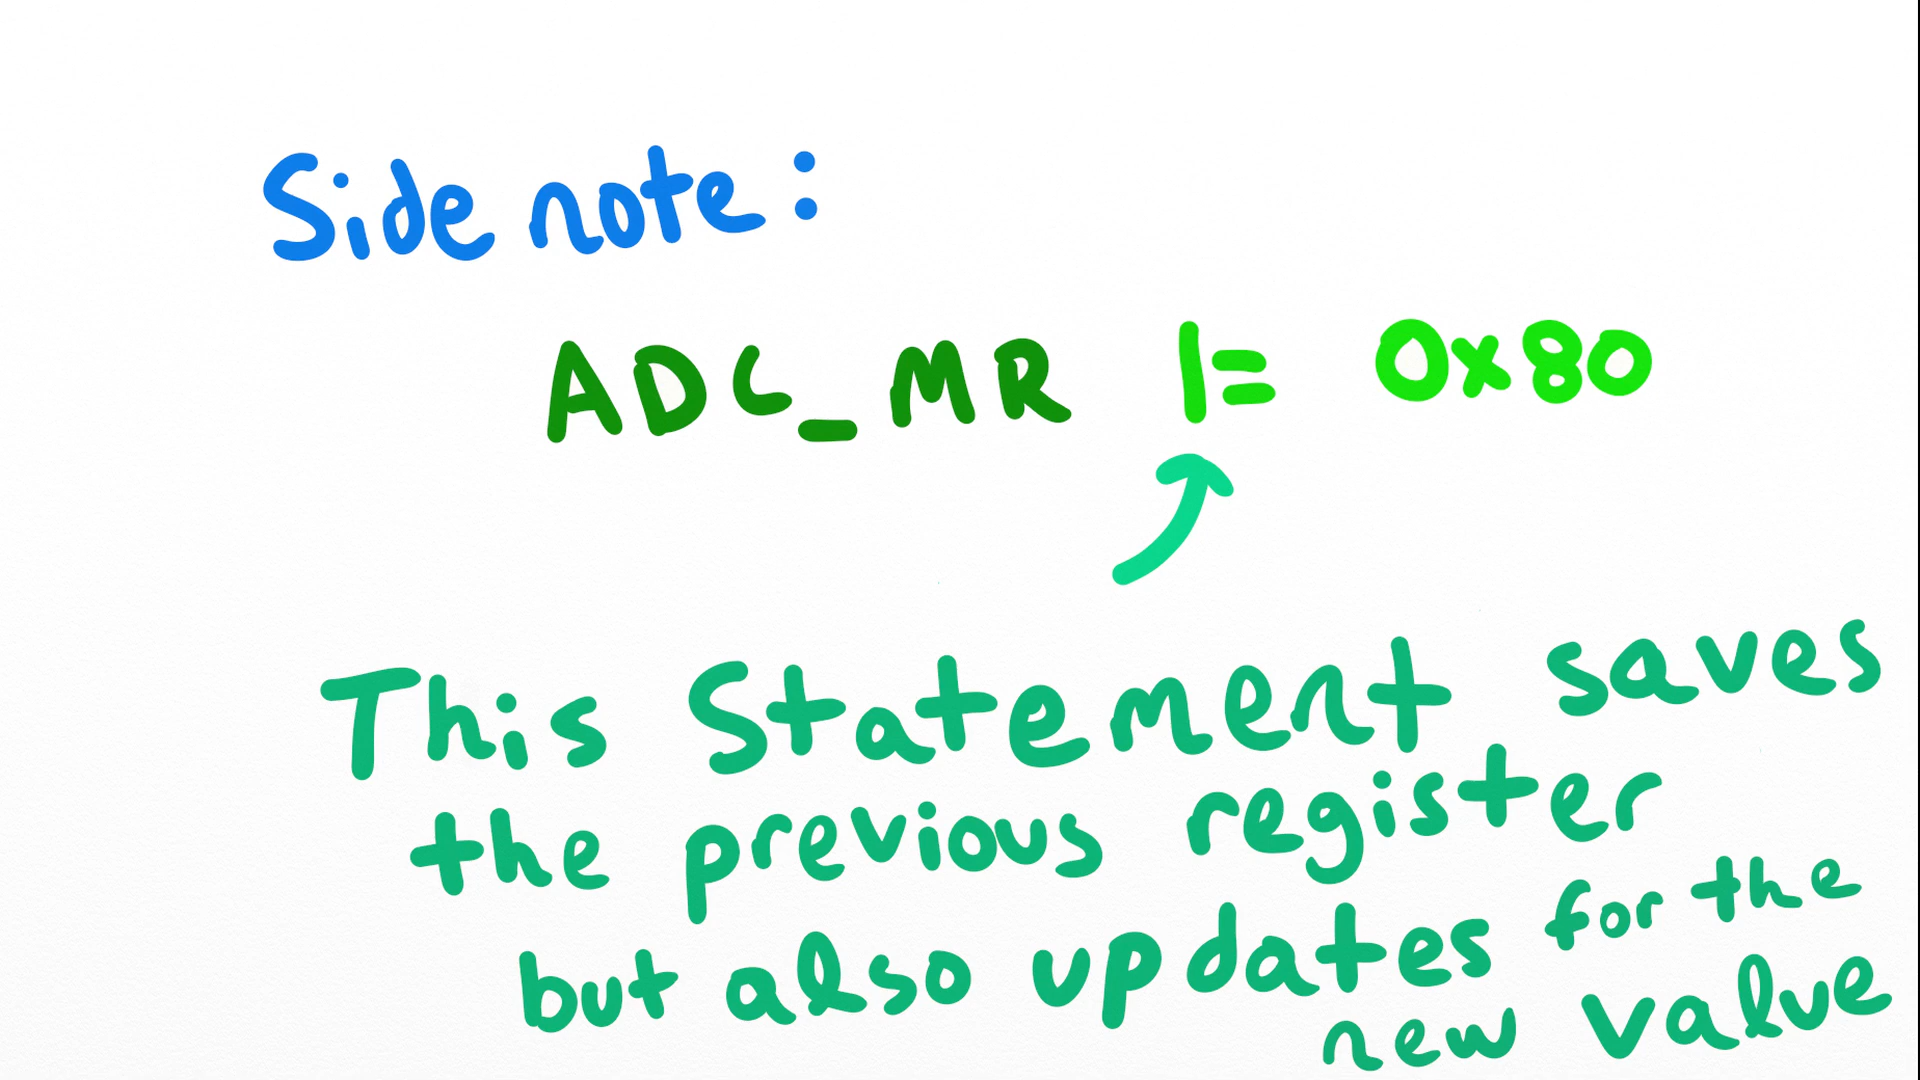 Side note:
ADC_MR |= 0x80
This Statement saves
the previous register
but also updates for the
new value